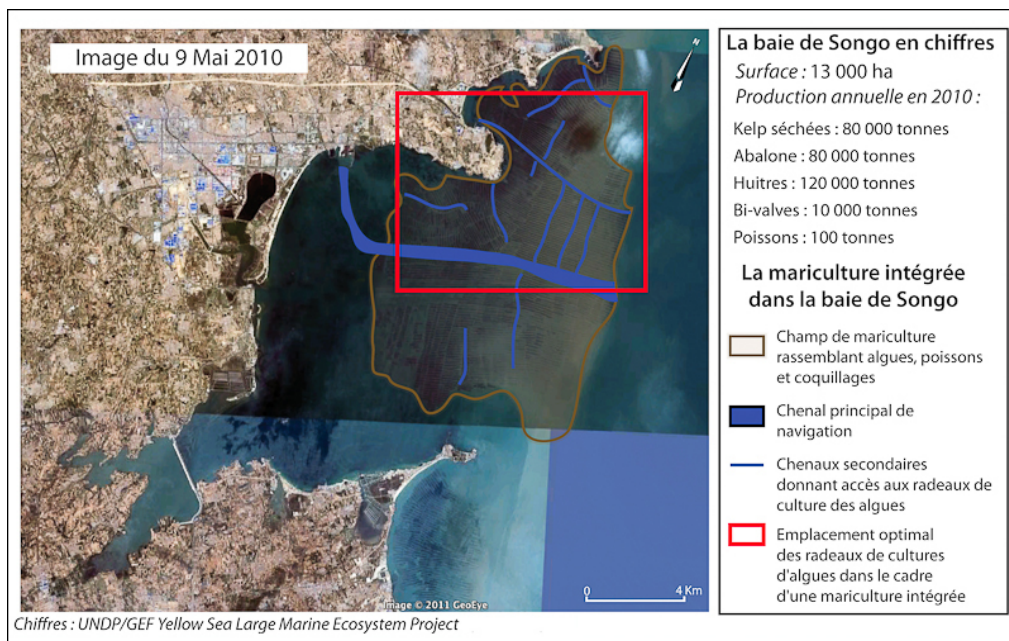 Image du 9 Mai 2010
La baie de Songo en chiffres
Surface : 13 000 ha
Production annuelle en 2010 :
Kelp séchées : 80 000 tonnes
Abalone : 80 000 tonnes
Huitres : 120 000 tonnes
Bi-valves : 10 000 tonnes
Poissons : 100 tonnes
La mariculture intégrée
dans la baie de Songo
Champ de mariculture
rassemblant algues, poissons
et coquillages
Chenal principal de
navigation
Chenaux secondaires
donnant accès aux radeaux de
culture des algues
Emplacement optimal
des radeaux de cultures
d'algues dans le cadre
d'une mariculture intégrée
0 4 Km
Image © 2011 GeoEye
Chiffres : UNDP/GEF Yellow Sea Large Marine Ecosystem Project